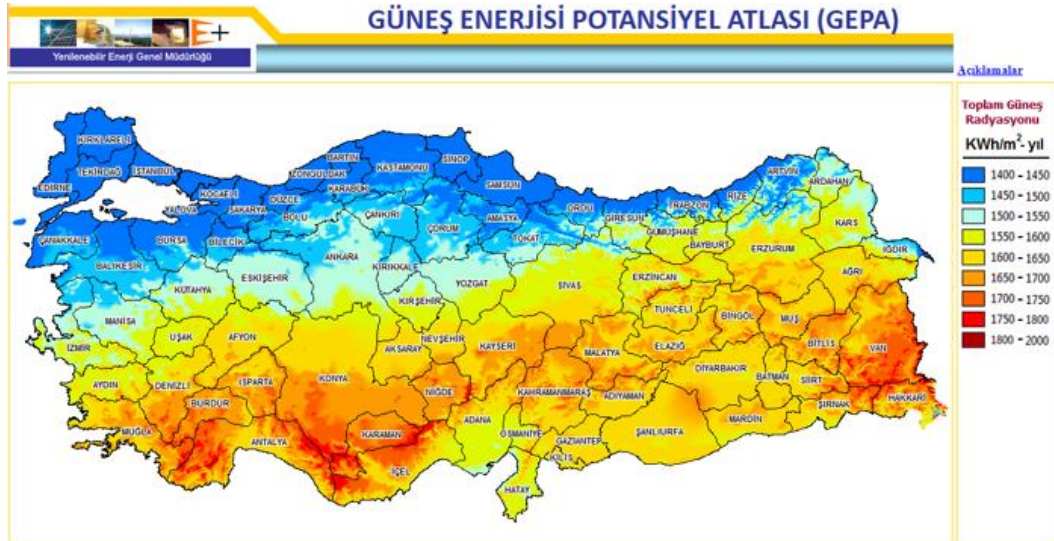 GÜNEŞ ENERJİSİ POTANSİYEL ATLASI (GEPA)
E+
Yenilenebilir Enerji Genel Müdürlüğü
Açıklamalar
Toplam Güneş
Radyasyonu
KWh/m²- yıl
1400 - 1450
1450 - 1500
1500 - 1550
1550 - 1600
1600 - 1650
1650 - 1700
1700 - 1750
1750 - 1800
1800 - 2000
KIRKLARELİ
EDİRNE
TEKİRDAĞ
İSTANBUL
KOCAELİ
YALOVA
SAKARYA
DÜZCE
ZONGULDAK
BARTIN
KARABÜK
KASTAMONU
SİNOP
SAMSUN
ORDU
GİRESUN
TRABZON
RİZE
ARTVİN
ARDAHAN
ÇANAKKALE
BURSA
BİLECİK
BOLU
ÇANKIRI
ÇORUM
AMASYA
TOKAT
GÜMÜŞHANE
BAYBURT
ERZURUM
KARS
IĞDIR
BALIKESİR
KÜTAHYA
ESKİŞEHİR
ANKARA
KIRIKKALE
YOZGAT
SİVAS
ERZİNCAN
AĞRI
MANİSA
UŞAK
AFYON
KIRŞEHİR
NEVŞEHİR
AKSARAY
KAYSERİ
MALATYA
TUNCELİ
ELAZIĞ
BİNGÖL
MUŞ
BİTLİS
VAN
İZMİR
AYDIN
DENİZLİ
ISPARTA
BURDUR
KONYA
NİĞDE
KAHRAMANMARAŞ
ADIYAMAN
DİYARBAKIR
BATMAN
SİİRT
ŞIRNAK
HAKKARİ
MUĞLA
ANTALYA
KARAMAN
İÇEL
ADANA
OSMANİYE
GAZİANTEP
KİLİS
ŞANLIURFA
MARDİN
HATAY